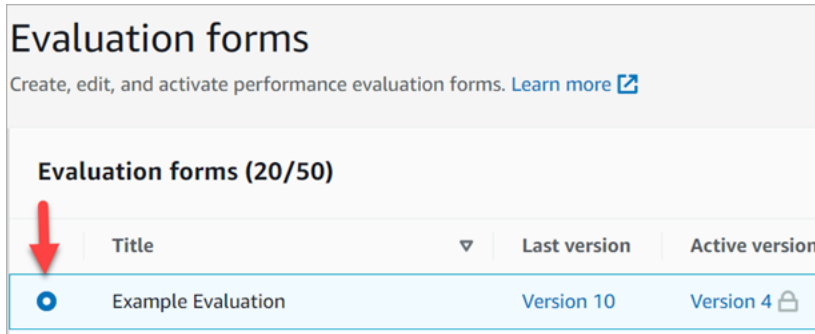 Evaluation forms
Create, edit, and activate performance evaluation forms. Learn more
Evaluation forms (20/50)
Title Last version Active version
Example Evaluation Version 10 Version 4